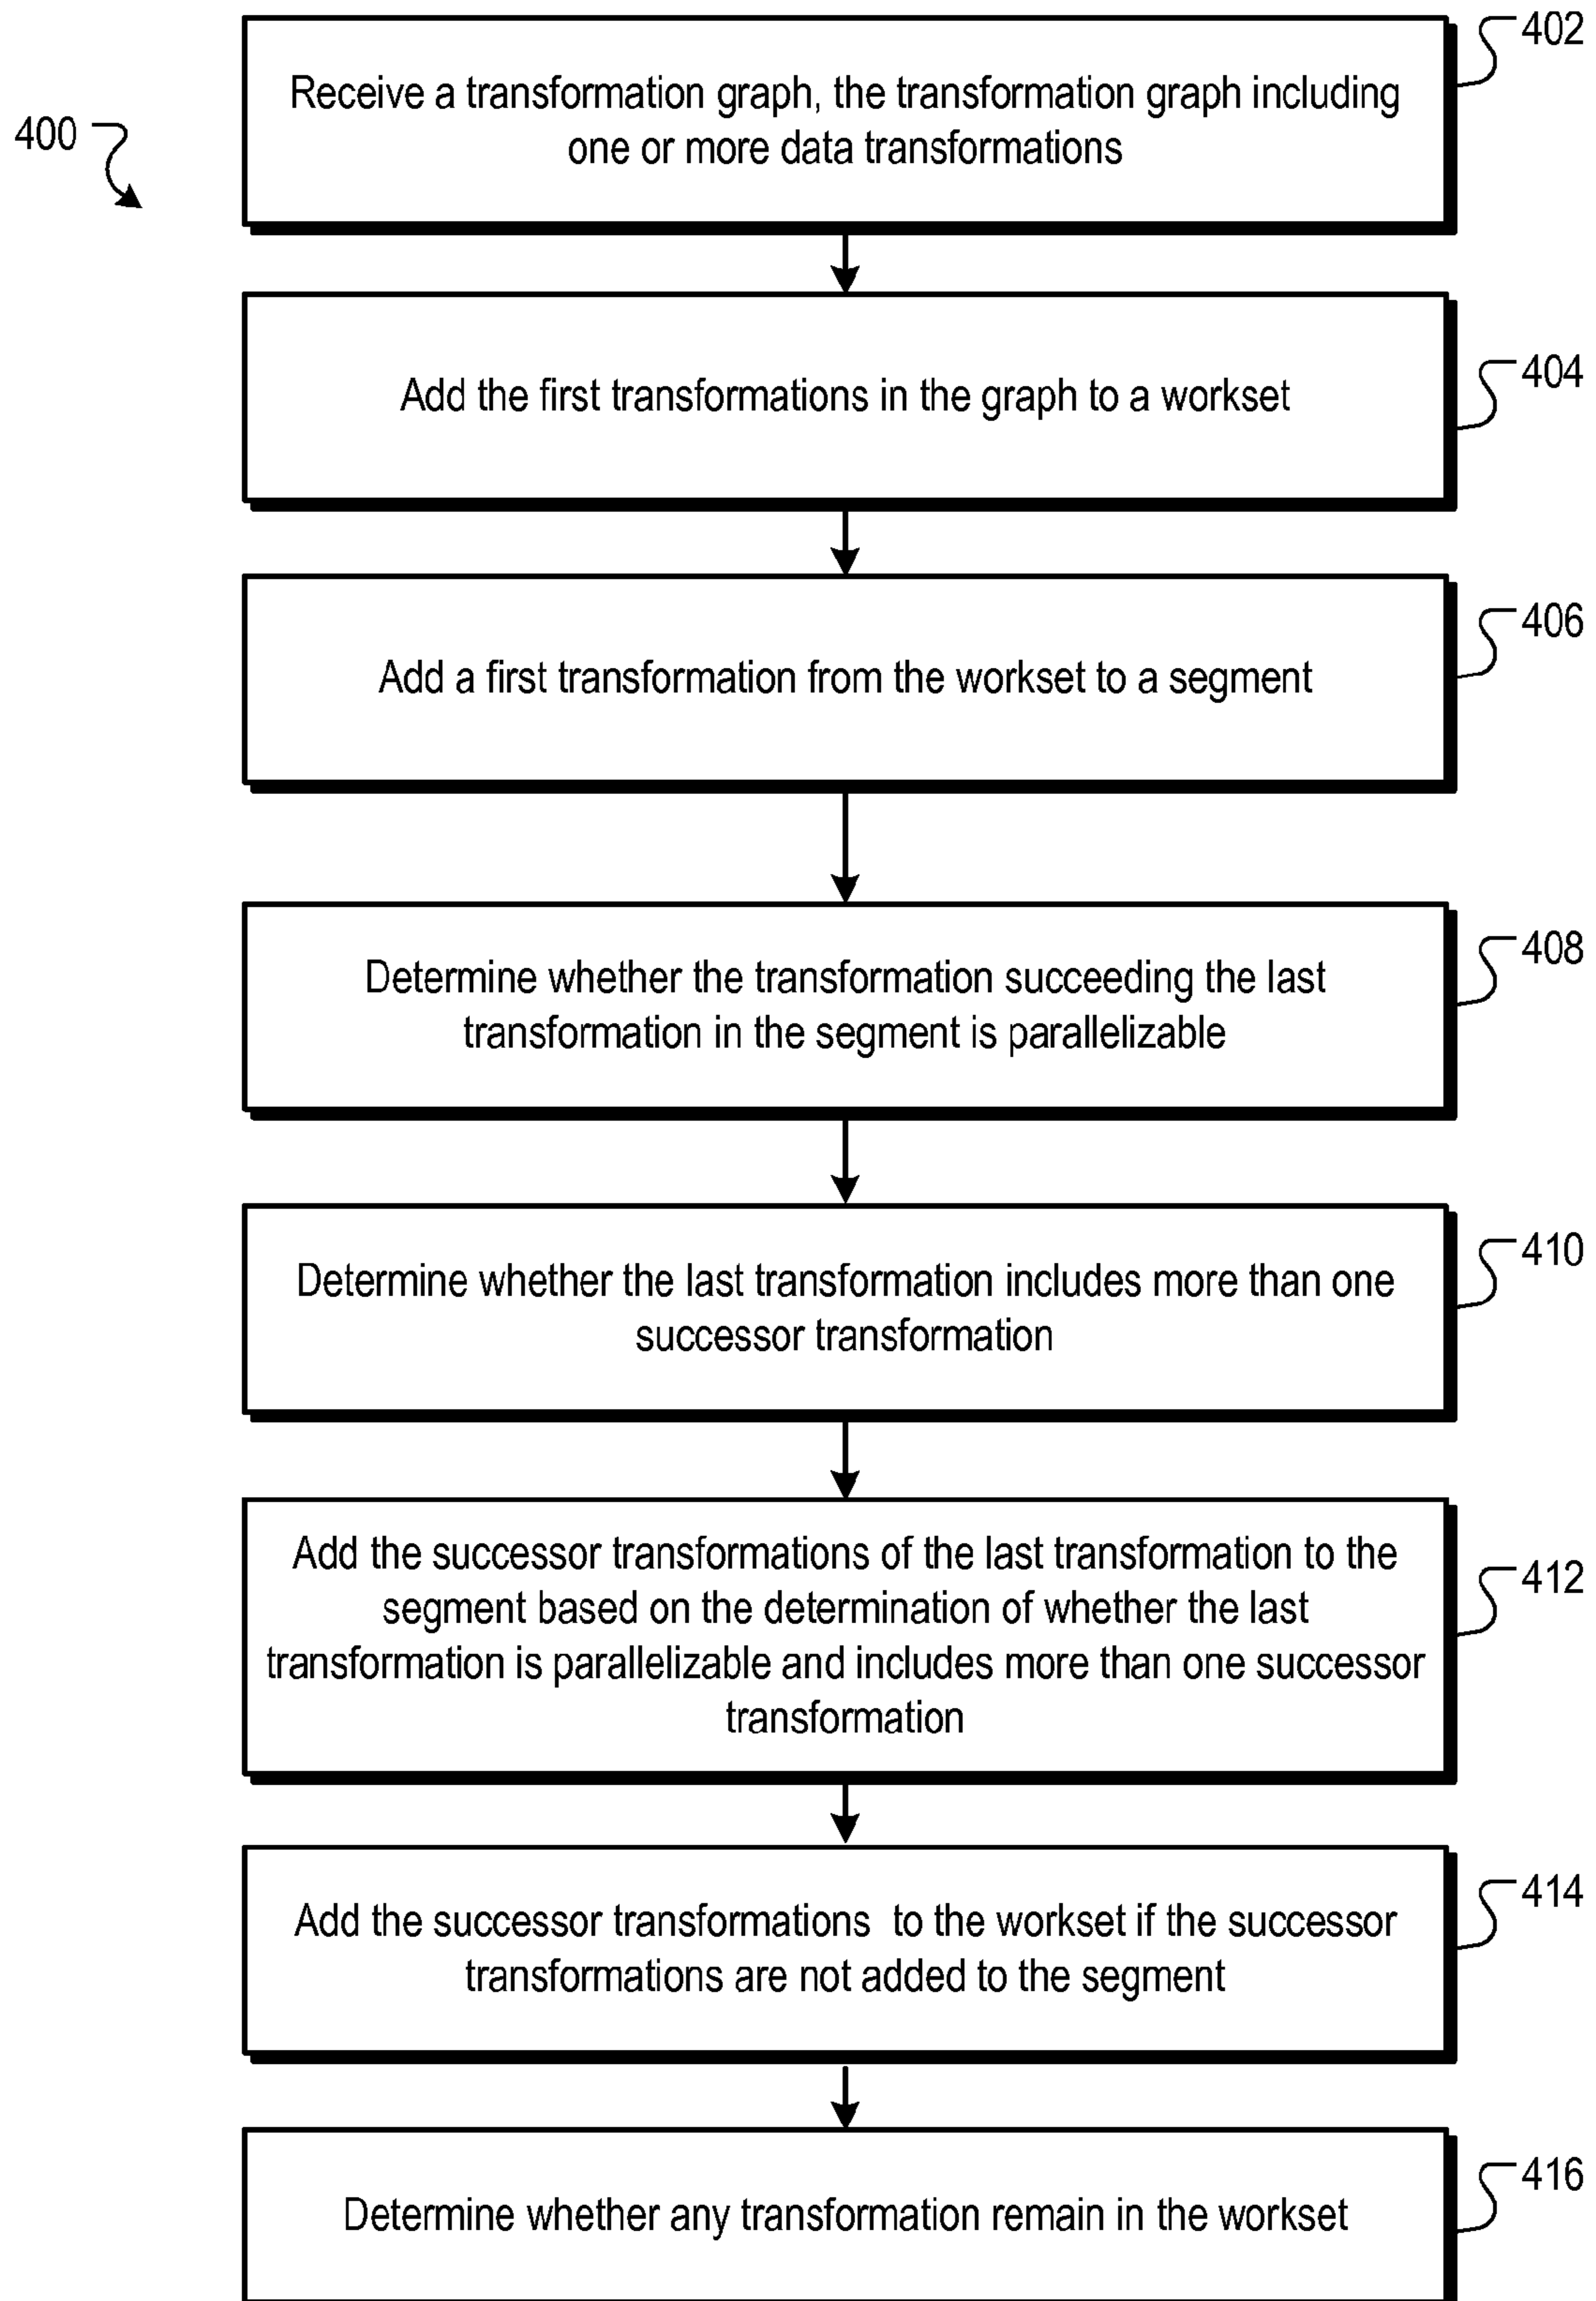 402
Receive a transformation graph, the transformation graph including
one or more data transformations
400
404
Add the first transformations in the graph to a workset
406
Add a first transformation from the workset to a segment
408
Determine whether the transformation succeeding the last
transformation in the segment is parallelizable
410
Determine whether the last transformation includes more than one
successor transformation
412
Add the successor transformations of the last transformation to the
segment based on the determination of whether the last
transformation is parallelizable and includes more than one successor
transformation
414
Add the successor transformations to the workset if the successor
transformations are not added to the segment
416
Determine whether any transformation remain in the workset